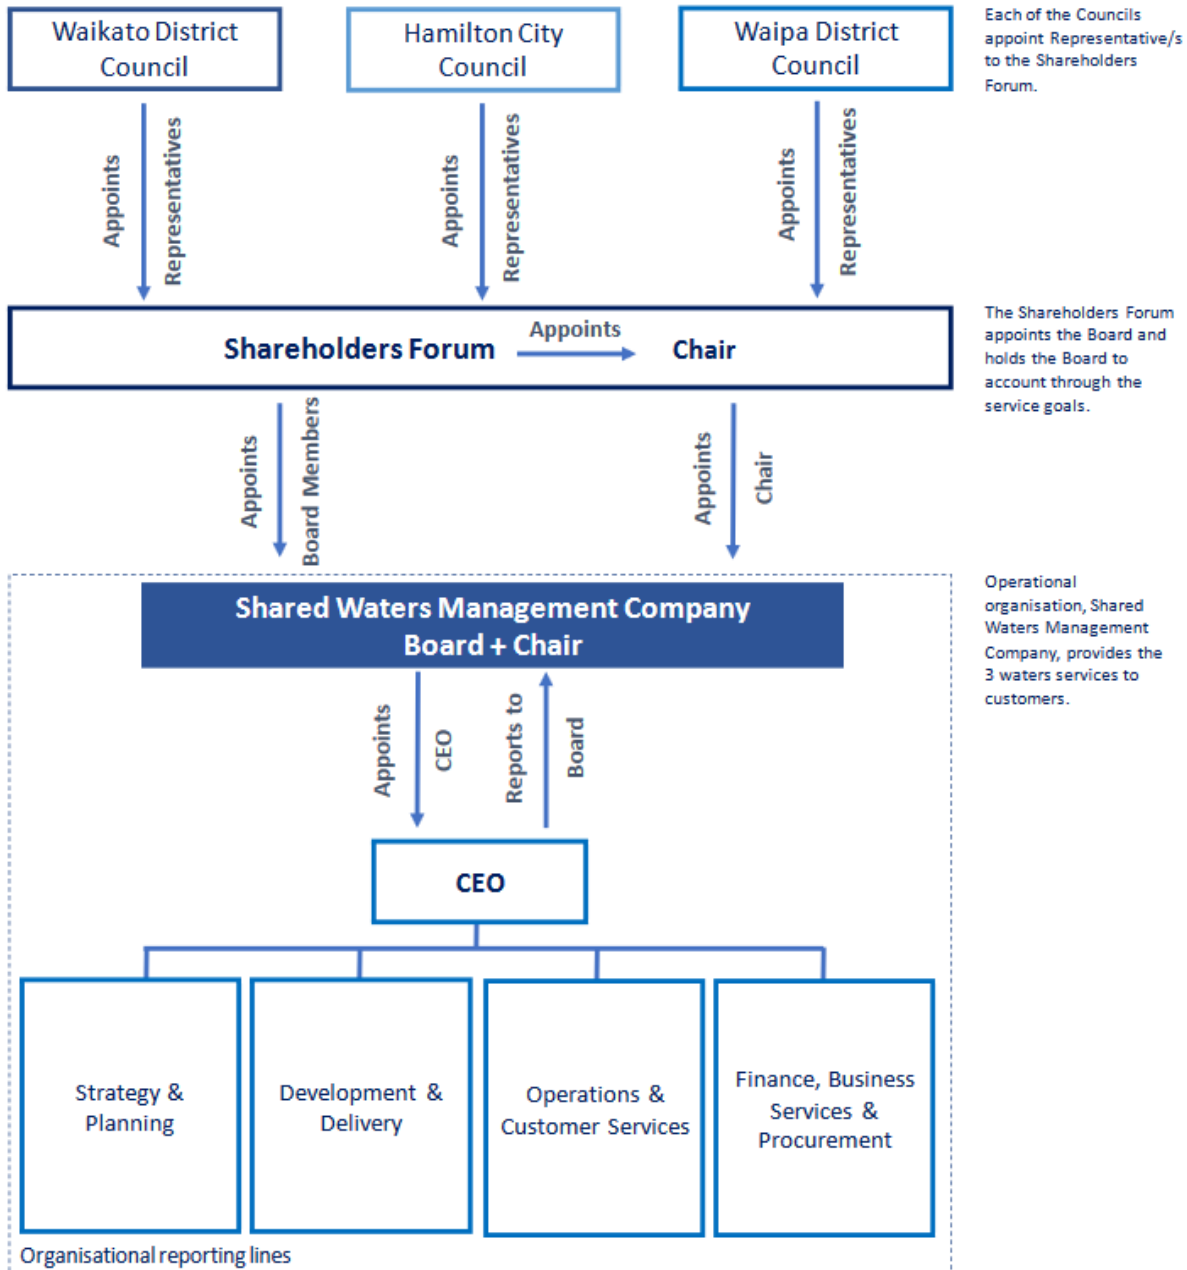 Waikato District
Council
Hamilton City
Council
Waipa District
Council
Each of the Councils
appoint Representative/s
to the Shareholders
Forum.
Appoints
Representatives
Appoints
Representatives
Appoints
Representatives
Shareholders Forum
Appoints
Chair
The Shareholders Forum
appoints the Board and
holds the Board to
account through the
service goals.
Appoints
Board Members
Appoints
Chair
Shared Waters Management Company
Board + Chair
Operational
organisation, Shared
Waters Management
Company, provides the
3 waters services to
customers.
Appoints
CEO
Reports to
Board
CEO
Strategy &
Planning
Development &
Delivery
Operations &
Customer Services
Finance, Business
Services &
Procurement
Organisational reporting lines